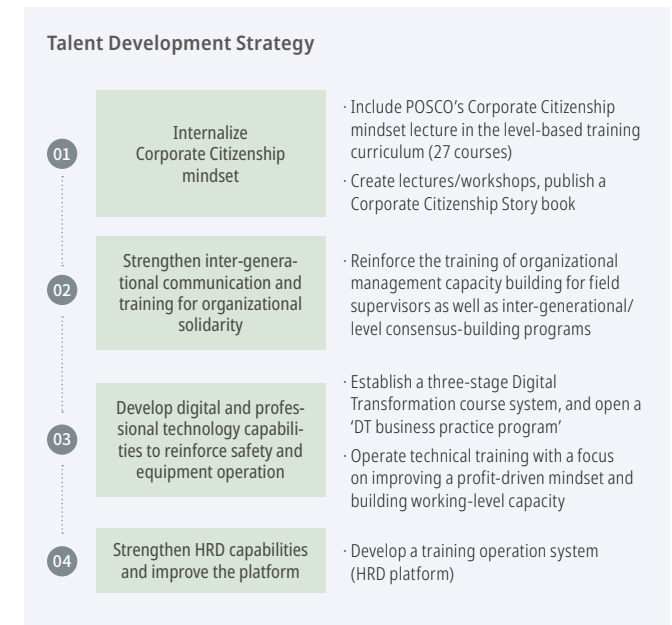 Talent Development Strategy
01
Internalize
Corporate Citizenship
mindset
· Include POSCO's Corporate Citizenship
mindset lecture in the level-based training
curriculum (27 courses)
· Create lectures/workshops, publish a
Corporate Citizenship Story book
02
Strengthen inter-genera-
tional communication and
training for organizational
solidarity
· Reinforce the training of organizational
management capacity building for field
supervisors as well as inter-generational/
level consensus-building programs
03
Develop digital and profes-
sional technology capabili-
ties to reinforce safety and
equipment operation
· Establish a three-stage Digital
Transformation course system, and open a
‘DT business practice program’
· Operate technical training with a focus
on improving a profit-driven mindset and
building working-level capacity
04
Strengthen HRD capabilities
and improve the platform
· Develop a training operation system
(HRD platform)